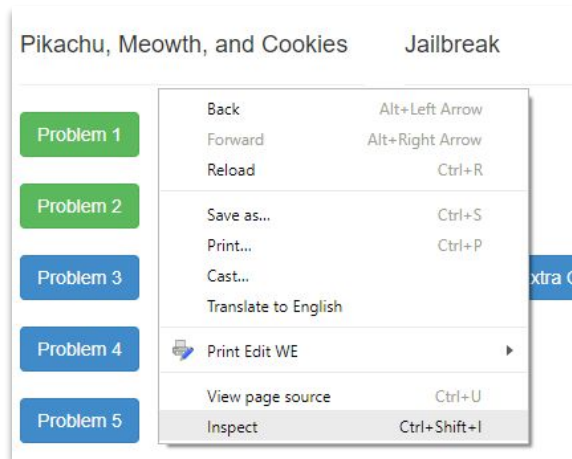 Pikachu, Meowth, and Cookies Jailbreak
Problem 1
Problem 2
Problem 3
Problem 4
Problem 5
Back Alt+Left Arrow
Forward Alt+Right Arrow
Reload Ctrl+R
Save as... Ctrl+S
Print... Ctrl+P
Cast...
Translate to English
Print Edit WE
View page source Ctrl+U
Inspect Ctrl+Shift+I